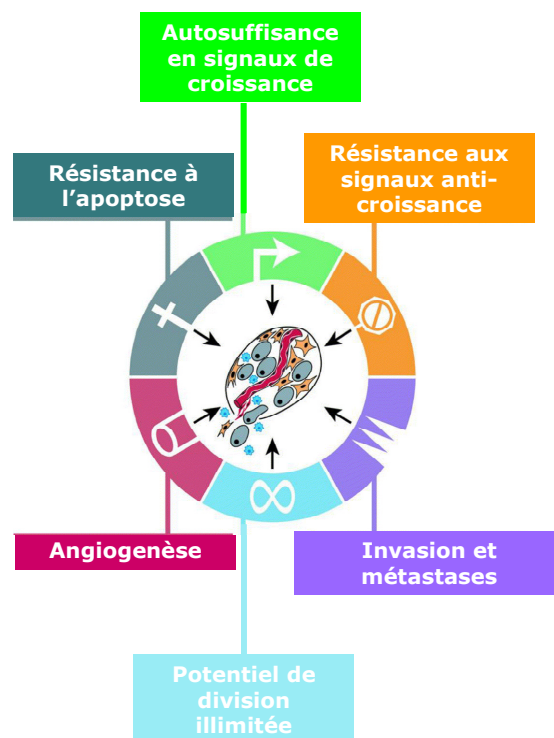 Autosuffisance
en signaux de
croissance
Résistance à
l’apoptose
Résistance aux
signaux anti-
croissance
Angiogenèse
Invasion et
métastases
Potentiel de
division
illimitée